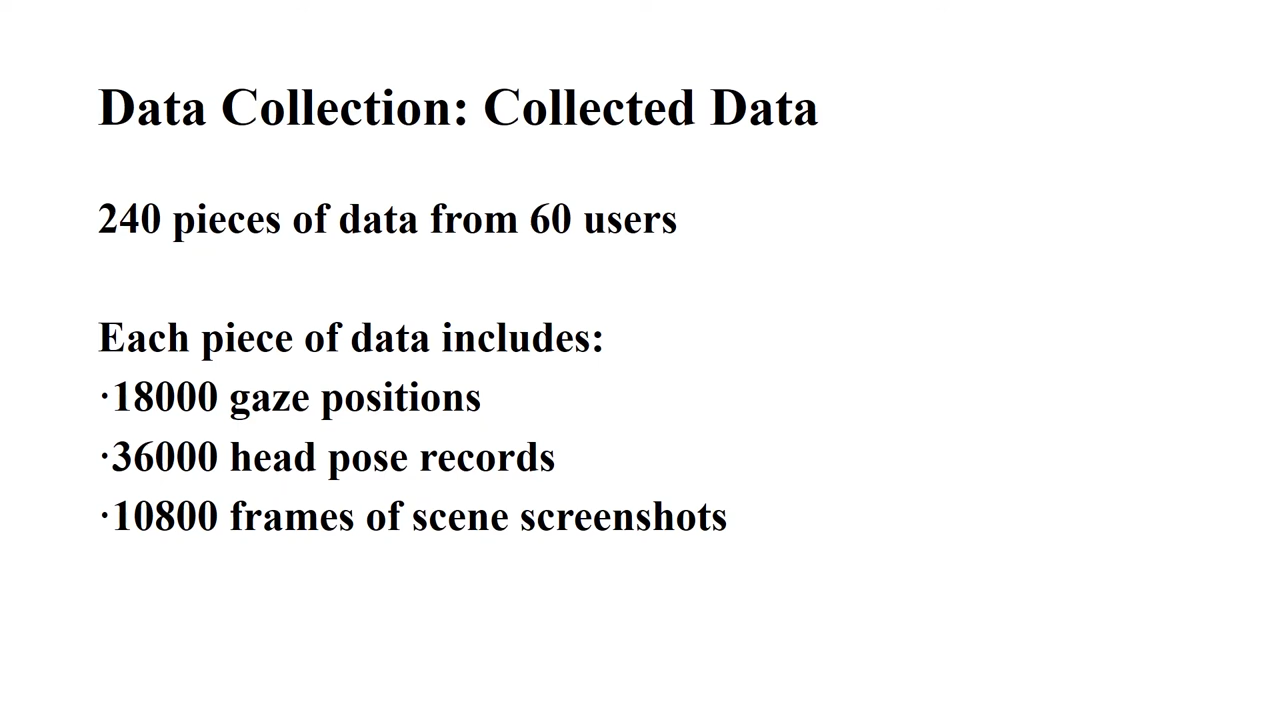 Data Collection: Collected Data
240 pieces of data from 60 users
Each piece of data includes:
·18000 gaze positions
·36000 head pose records
·10800 frames of scene screenshots